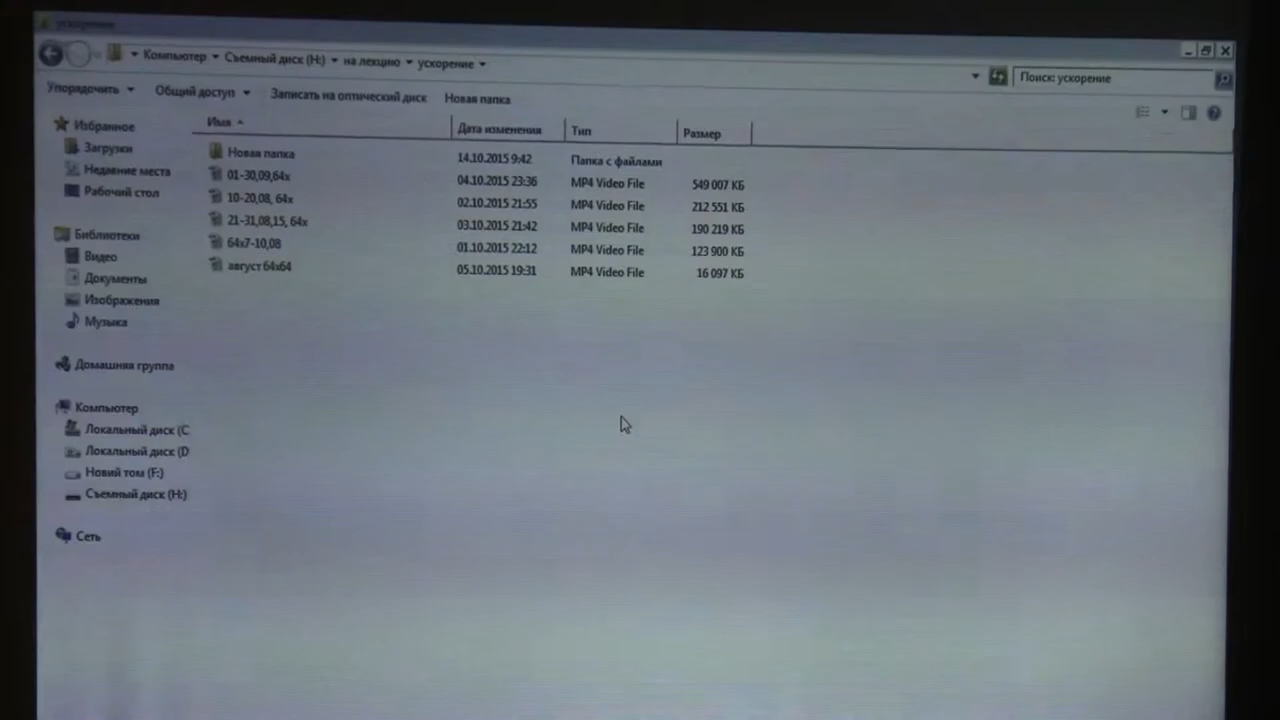 ускорение
Компьютер Съемный диск (H:) на лекцию ускорение
Поиск: ускорение
Упорядочить Общий доступ Записать на оптический диск Новая папка
Имя Дата изменения Тип Размер
Новая папка 14.10.2015 9:42 Папка с файлами
01-30,09,64x 04.10.2015 23:36 MP4 Video File 549 007 КБ
10-20,08, 64x 02.10.2015 21:55 MP4 Video File 212 551 КБ
21-31,08,15, 64x 03.10.2015 21:42 MP4 Video File 190 219 КБ
64x7-10,08 01.10.2015 22:12 MP4 Video File 123 900 КБ
август 64x64 05.10.2015 19:31 MP4 Video File 16 097 КБ
Избранное
Загрузки
Недавние места
Рабочий стол
Библиотеки
Видео
Документы
Изображения
Музыка
Домашняя группа
Компьютер
Локальный диск (C
Локальный диск (D
Новий том (F:)
Съемный диск (H:)
Сеть